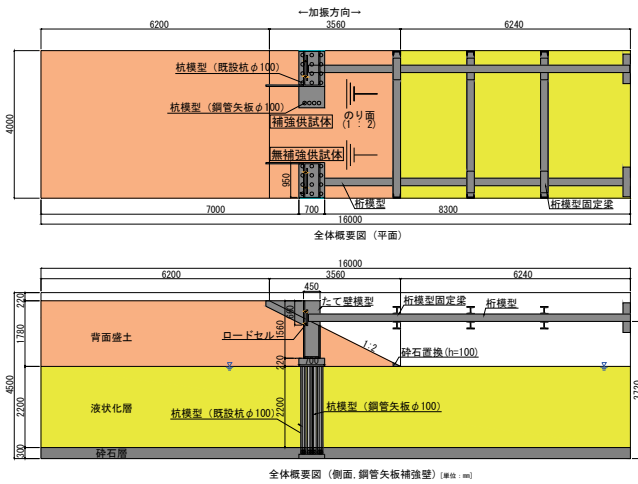 ←加振方向→
6200
3560
6240
杭模型（既設杭φ100）
杭模型（鋼管矢板φ100）
補強供試体
のり面
(1 : 2)
無補強供試体
4000
950
桁模型
桁模型固定梁
7000
700
8300
16000
全体概要図（平面）
16000
6200
3560
6240
450
220
たて壁模型
桁模型固定梁
桁模型
690
1560
ロードセル
背面盛土
1780
1:2
砕石置換(h=100)
220
700
4500
液状化層
2200
2200
杭模型（既設杭φ100）
杭模型（鋼管矢板φ100）
3720
300
砕石層
全体概要図（側面,鋼管矢板補強壁）[単位:mm]